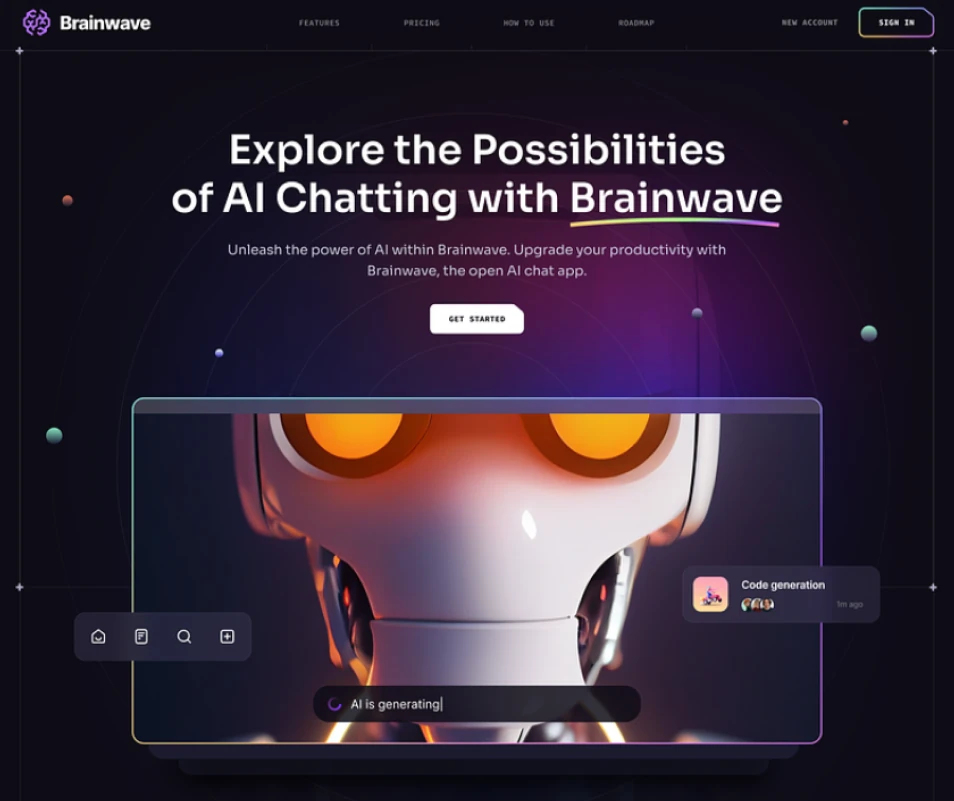 Brainwave
FEATURES
PRICING
HOW TO USE
ROADMAP
NEW ACCOUNT
SIGN IN
Explore the Possibilities
of AI Chatting with Brainwave
Unleash the power of AI within Brainwave. Upgrade your productivity with
Brainwave, the open AI chat app.
GET STARTED
Code generation
1m ago
AI is generating